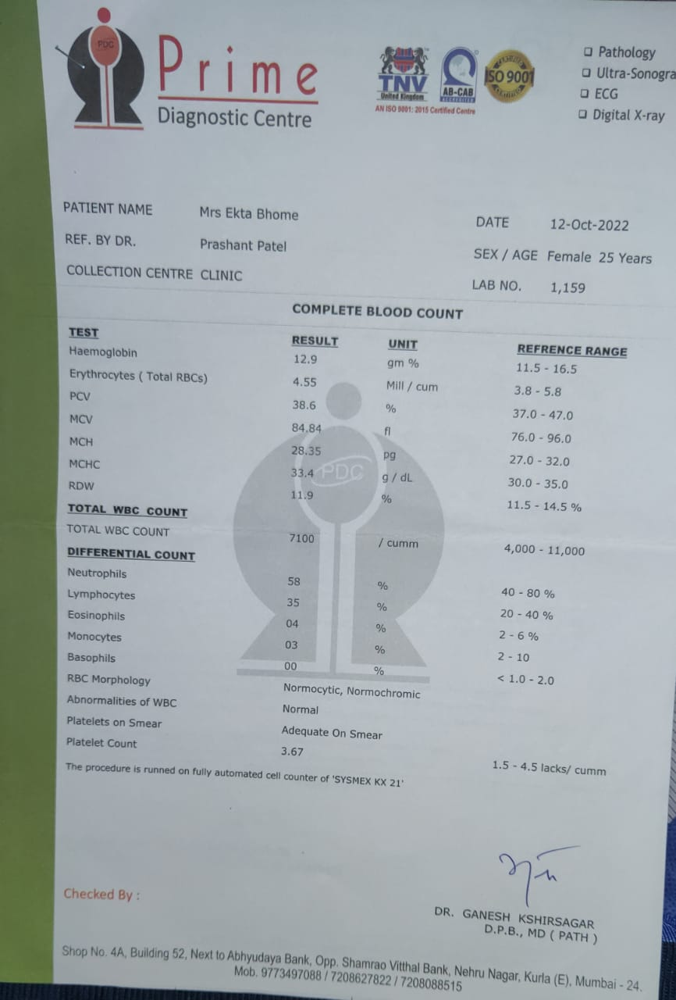 PDC
Prime
Diagnostic Centre
TNV
United Kingdom
AB-CAB
ACCREDITED
CERTIFIED
ISO 9001
CERTIFIED
AN ISO 9001: 2015 Certified Centre
❑ Pathology
❑ Ultra-Sonogra
❑ ECG
❑ Digital X-ray
PATIENT NAME Mrs Ekta Bhome DATE 12-Oct-2022
REF. BY DR. Prashant Patel SEX / AGE Female 25 Years
COLLECTION CENTRE CLINIC LAB NO. 1,159
COMPLETE BLOOD COUNT
TEST RESULT UNIT REFRENCE RANGE
Haemoglobin 12.9 gm % 11.5 - 16.5
Erythrocytes ( Total RBCs) 4.55 Mill / cum 3.8 - 5.8
PCV 38.6 % 37.0 - 47.0
MCV 84.84 fl 76.0 - 96.0
MCH 28.35 pg 27.0 - 32.0
MCHC 33.4 g / dL 30.0 - 35.0
RDW 11.9 % 11.5 - 14.5 %
TOTAL WBC COUNT
TOTAL WBC COUNT 7100 / cumm 4,000 - 11,000
DIFFERENTIAL COUNT
Neutrophils 58 % 40 - 80 %
Lymphocytes 35 % 20 - 40 %
Eosinophils 04 % 2 - 6 %
Monocytes 03 % 2 - 10
Basophils 00 % < 1.0 - 2.0
RBC Morphology Normocytic, Normochromic
Abnormalities of WBC Normal
Platelets on Smear Adequate On Smear
Platelet Count 3.67 1.5 - 4.5 lacks/ cumm
The procedure is runned on fully automated cell counter of 'SYSMEX KX 21'
PDC
Checked By :
DR. GANESH KSHIRSAGAR
D.P.B., MD ( PATH )
Shop No. 4A, Building 52, Next to Abhyudaya Bank, Opp. Shamrao Vitthal Bank, Nehru Nagar, Kurla (E), Mumbai - 24.
Mob. 9773497088 / 7208627822 / 7208088515